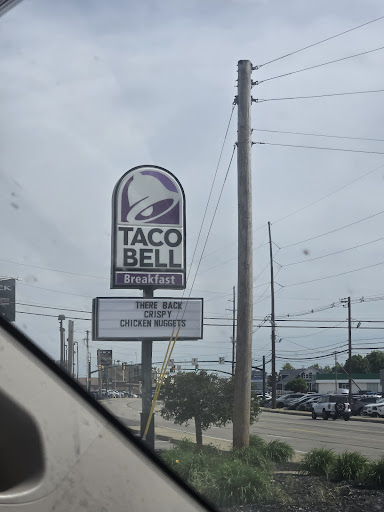 TACO
BELL
Breakfast
THERE BACK
CRISPY
CHICKEN NUGGETS